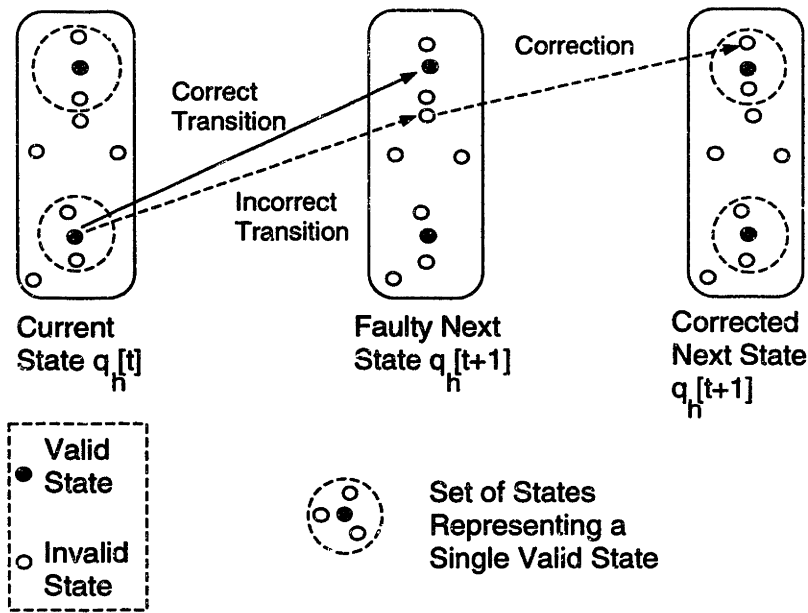 Correct
Transition
Correction
Incorrect
Transition
Current
State q_h[t]
Faulty Next
State q_h[t+1]
Corrected
Next State
q_h[t+1]
Valid
State
Invalid
State
Set of States
Representing a
Single Valid State